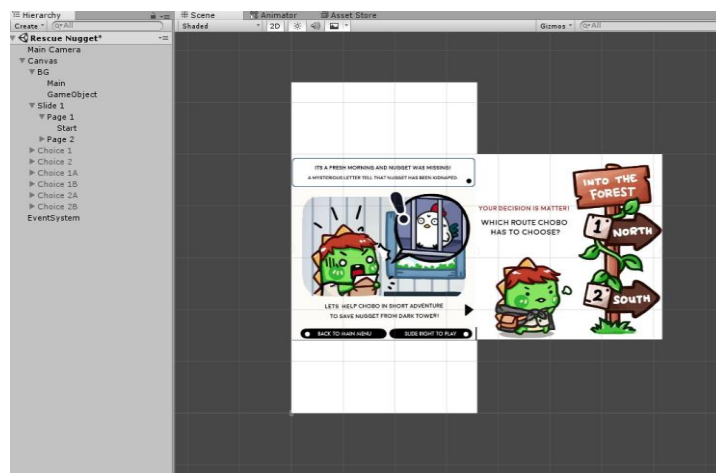 Hierarchy
Create
All
Rescue Nugget*
Main Camera
Canvas
BG
Main
GameObject
Slide 1
Page 1
Start
Page 2
Choice 1
Choice 2
Choice 1A
Choice 1B
Choice 2A
Choice 2B
EventSystem
Scene
Animator
Asset Store
Shaded
2D
Gizmos
All
ITS A FRESH MORNING AND NUGGET WAS MISSING!
A MYSTERIOUS LETTER TELL THAT NUGGET HAS BEEN KIDNAPED
LETS HELP CHOBO IN SHORT ADVENTURE
TO SAVE NUGGET FROM DARK TOWER!
BACK TO MAIN MENU
SLIDE RIGHT TO PLAY
YOUR DECISION IS MATTER!
WHICH ROUTE CHOBO
HAS TO CHOOSE?
INTO THE
FOREST
1 NORTH
2 SOUTH